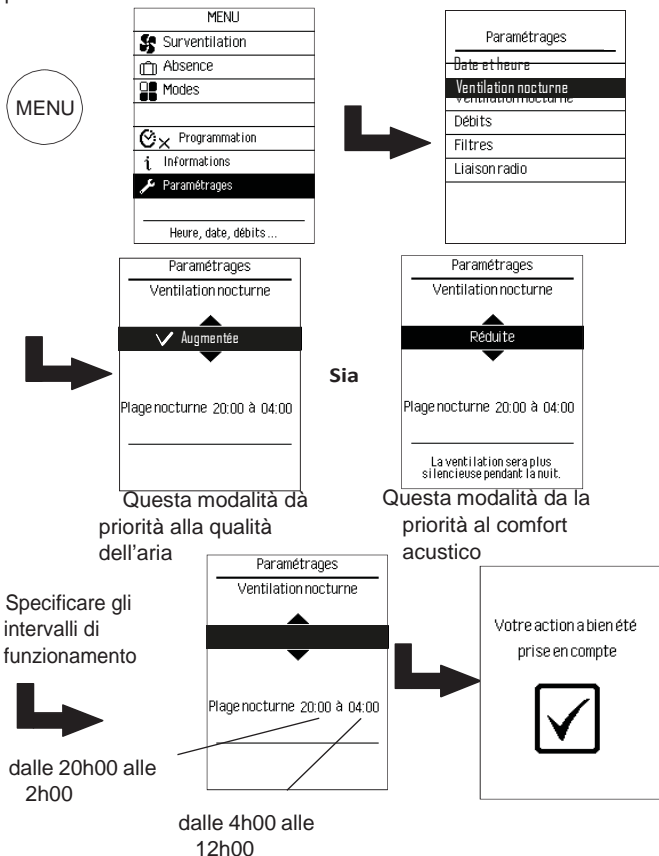 MENU
MENU
Surventilation
Absence
Modes
Programmation
i Informations
Paramétrages
Heure, date, débits...
Paramétrages
Date et heure
Ventilation nocturne
Ventilation nocturne
Débits
Filtres
Liaison radio
Paramétrages
Ventilation nocturne
Augmentée
Plage nocturne 20:00 à 04:00
Sia
Paramétrages
Ventilation nocturne
Réduite
Plage nocturne 20:00 à 04:00
La ventilation sera plus
silencieuse pendant la nuit.
Questa modalità dà
priorità alla qualità
dell'aria
Questa modalità da la
priorità al comfort
acustico
Specificare gli
intervalli di
funzionamento
Paramétrages
Ventilation nocturne
Plage nocturne 20:00 à 04:00
dalle 20h00 alle
2h00
dalle 4h00 alle
12h00
Votre action a bien été
prise en compte